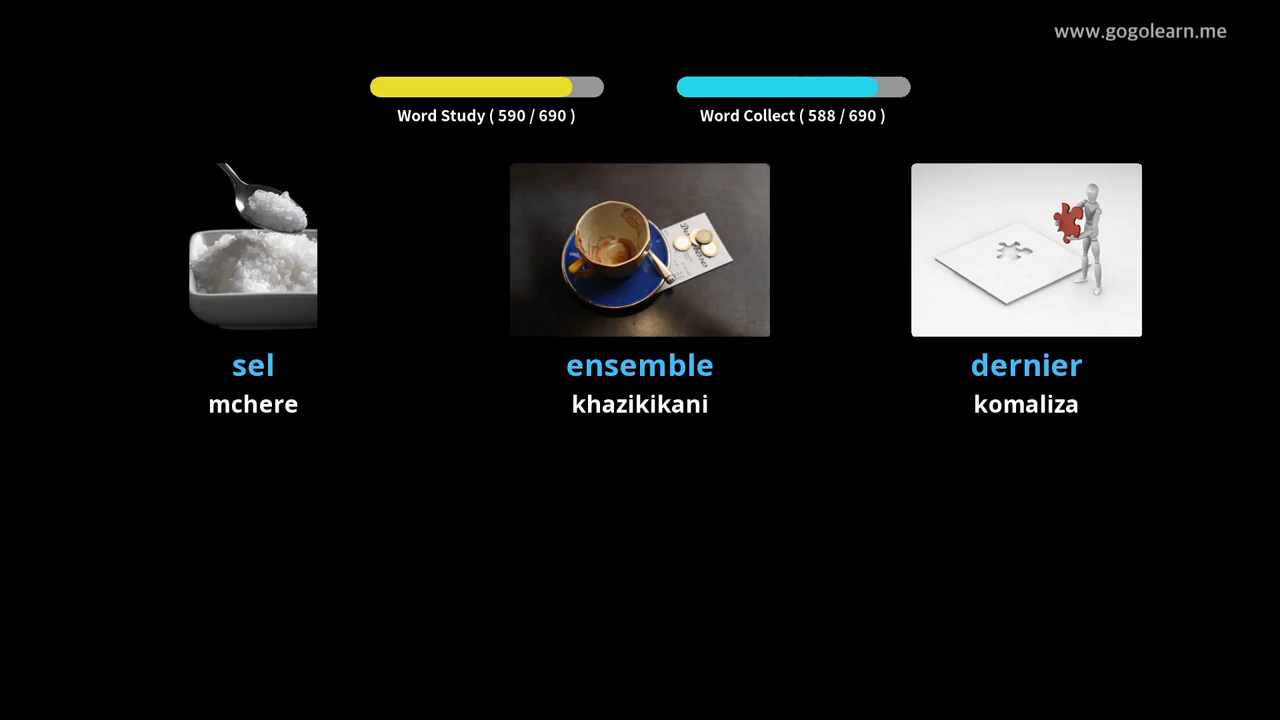 www.gogolearn.me
Word Study ( 590 / 690 )
Word Collect ( 588 / 690 )
sel
mchere
ensemble
khazikikani
dernier
komaliza